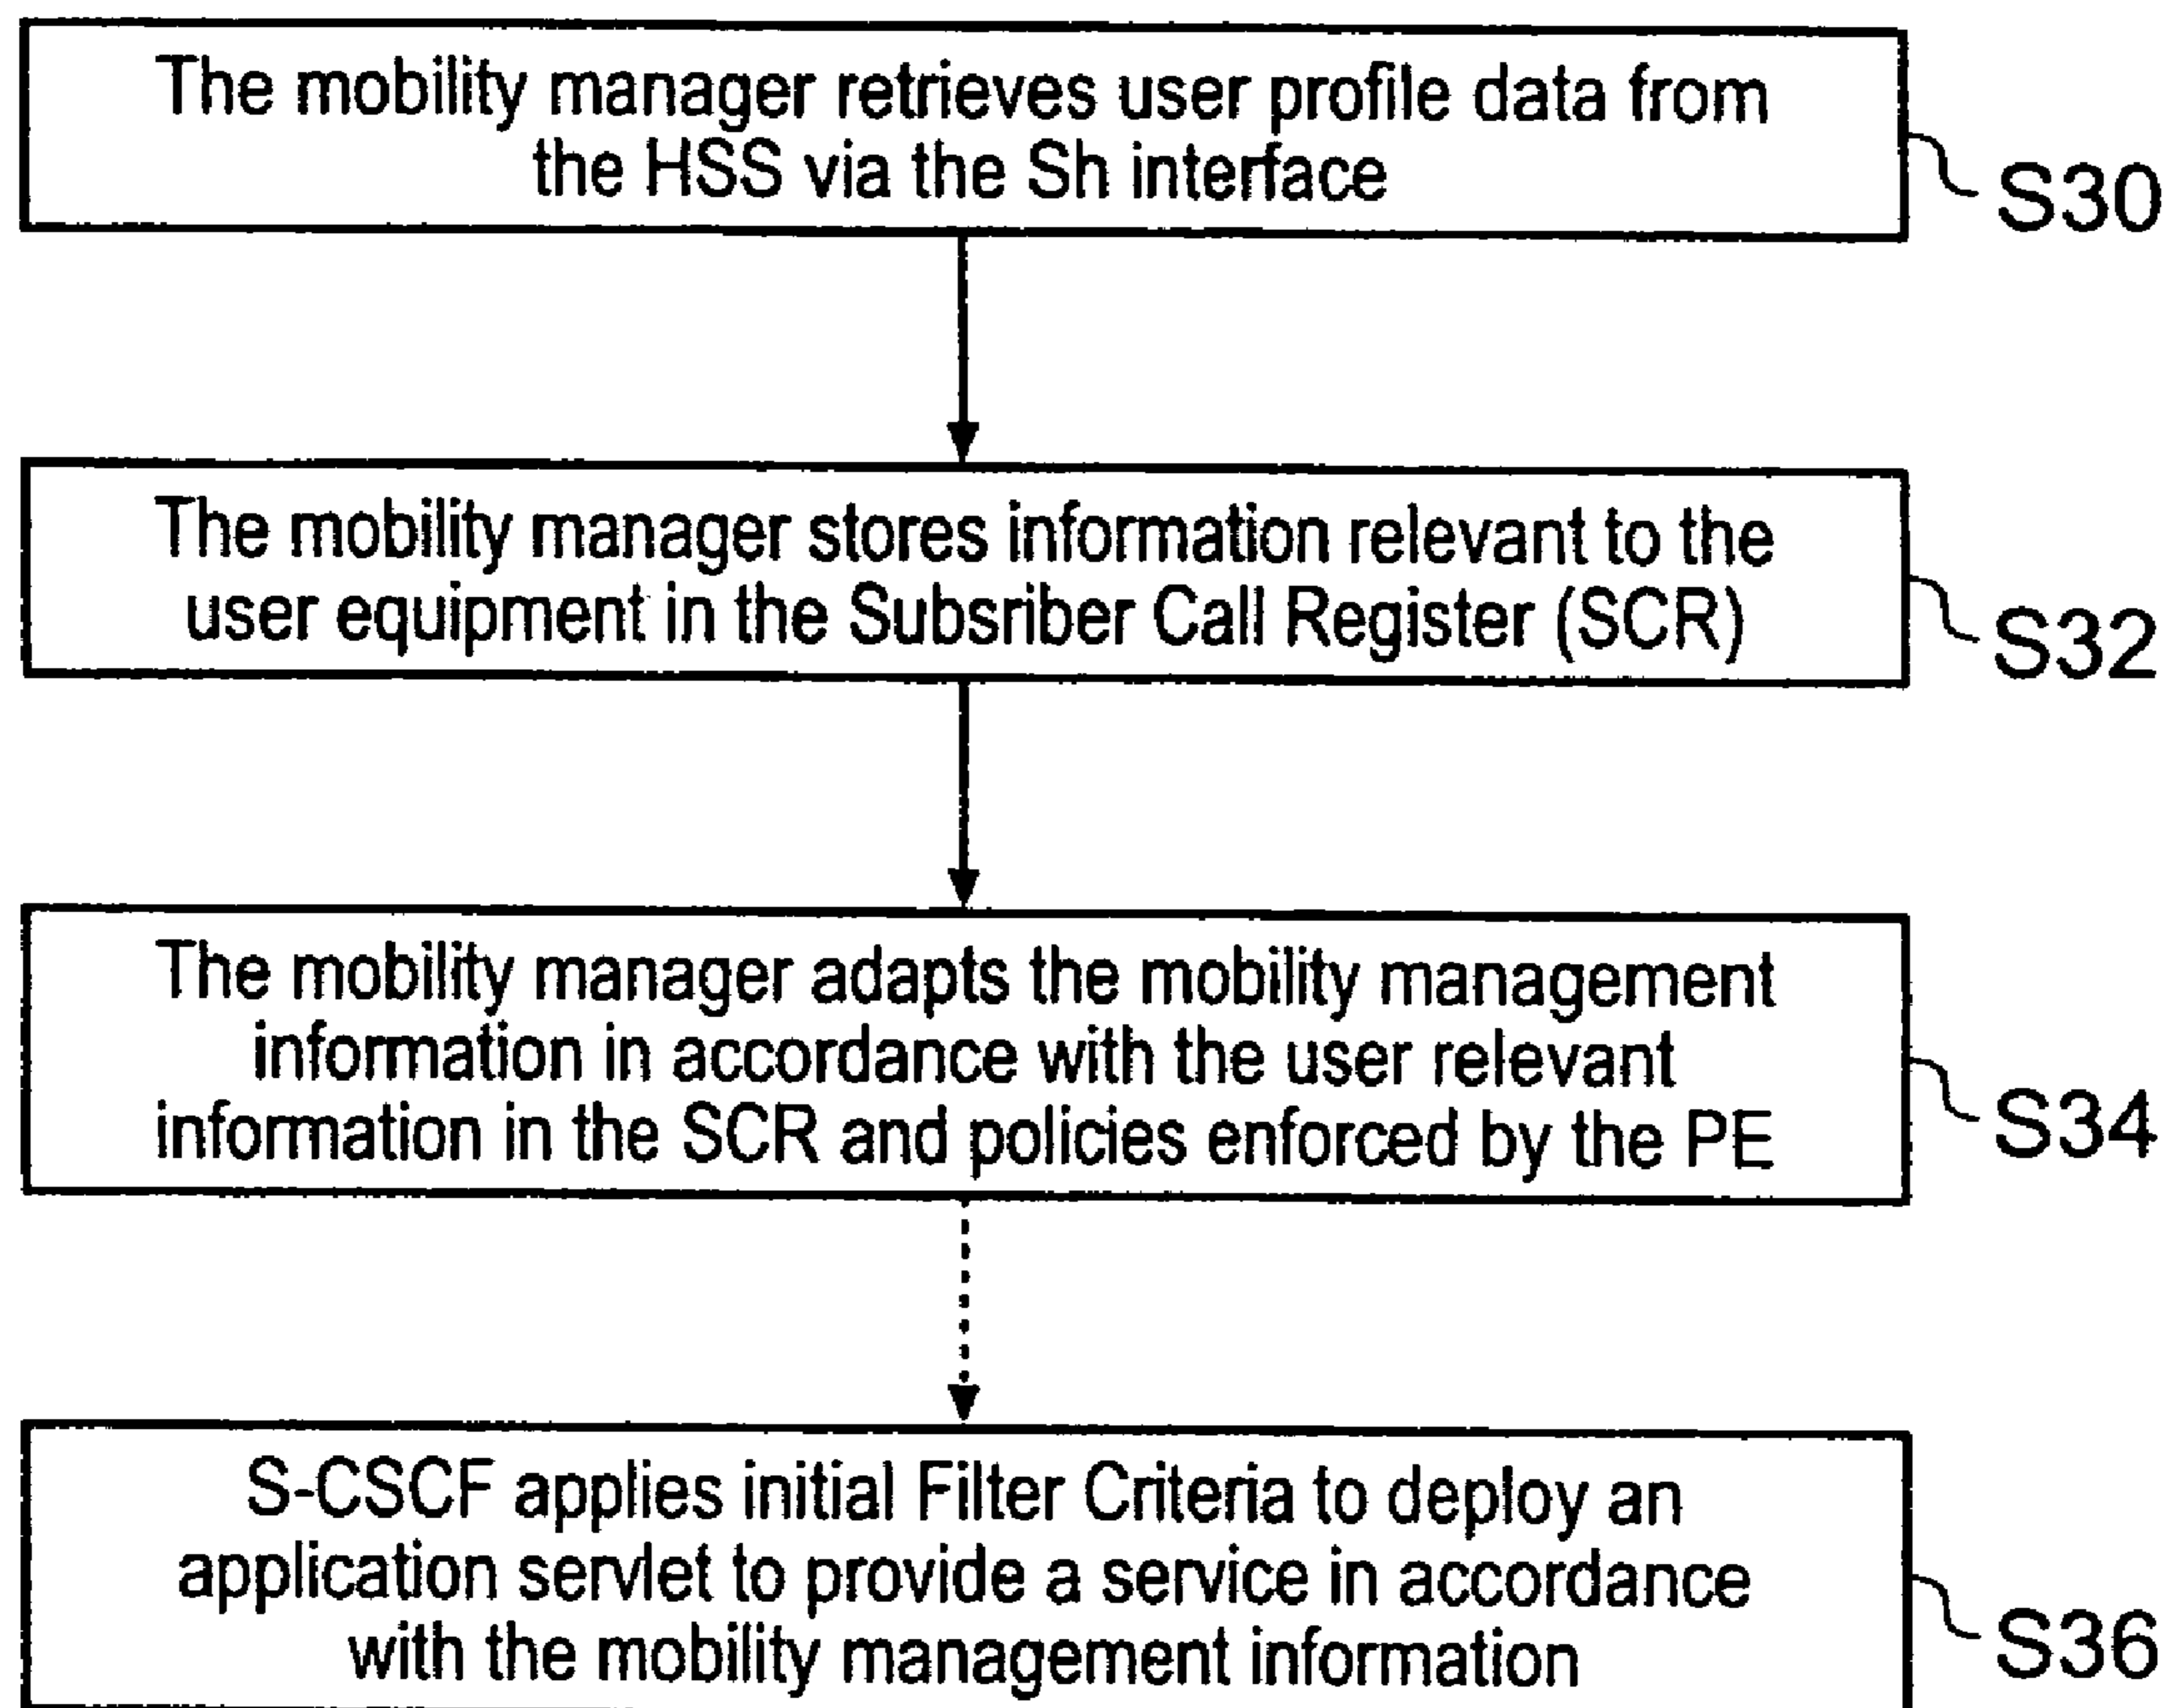 The mobility manager retrieves user profile data from
the HSS via the Sh interface
S30
The mobility manager stores information relevant to the
user equipment in the Subsriber Call Register (SCR)
S32
The mobility manager adapts the mobility management
information in accordance with the user relevant
information in the SCR and policies enforced by the PE
S34
S-CSCF applies initial Filter Criteria to deploy an
application servlet to provide a service in accordance
with the mobility management information
S36